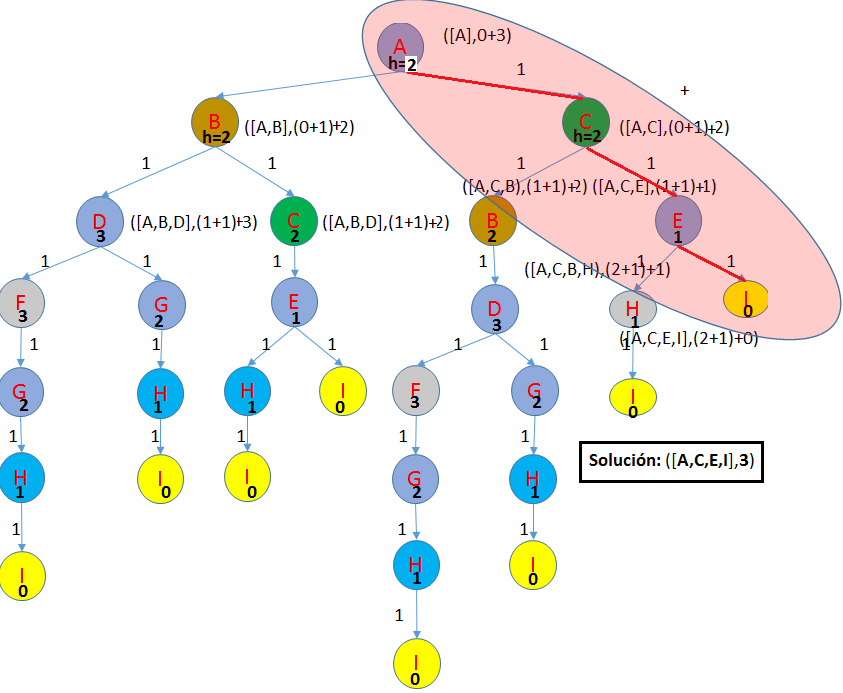 A
h=2
([A],0+3)
1
+
B
h=2
([A,B],(0+1)+2)
C
h=2
([A,C],(0+1)+2)
1
1
1
1
([A,C,B),(1+1)+2)
([A,C,E],(1+1)+1)
D
3
([A,B,D],(1+1)+3)
C
2
([A,B,D],(1+1)+2)
B
2
E
1
1
1
1
1
([A,C,B,H),(2+1)+1)
1
1
F
3
G
2
E
1
D
3
H
1
I
0
([A,C,E,I],(2+1)+0)
1
1
1
1
1
1
1
G
2
H
1
H
1
I
0
F
3
G
2
I
0
1
1
1
1
1
Solución: ([A,C,E,I],3)
H
1
I
0
I
0
G
2
H
1
1
1
1
I
0
H
1
I
0
1
I
0